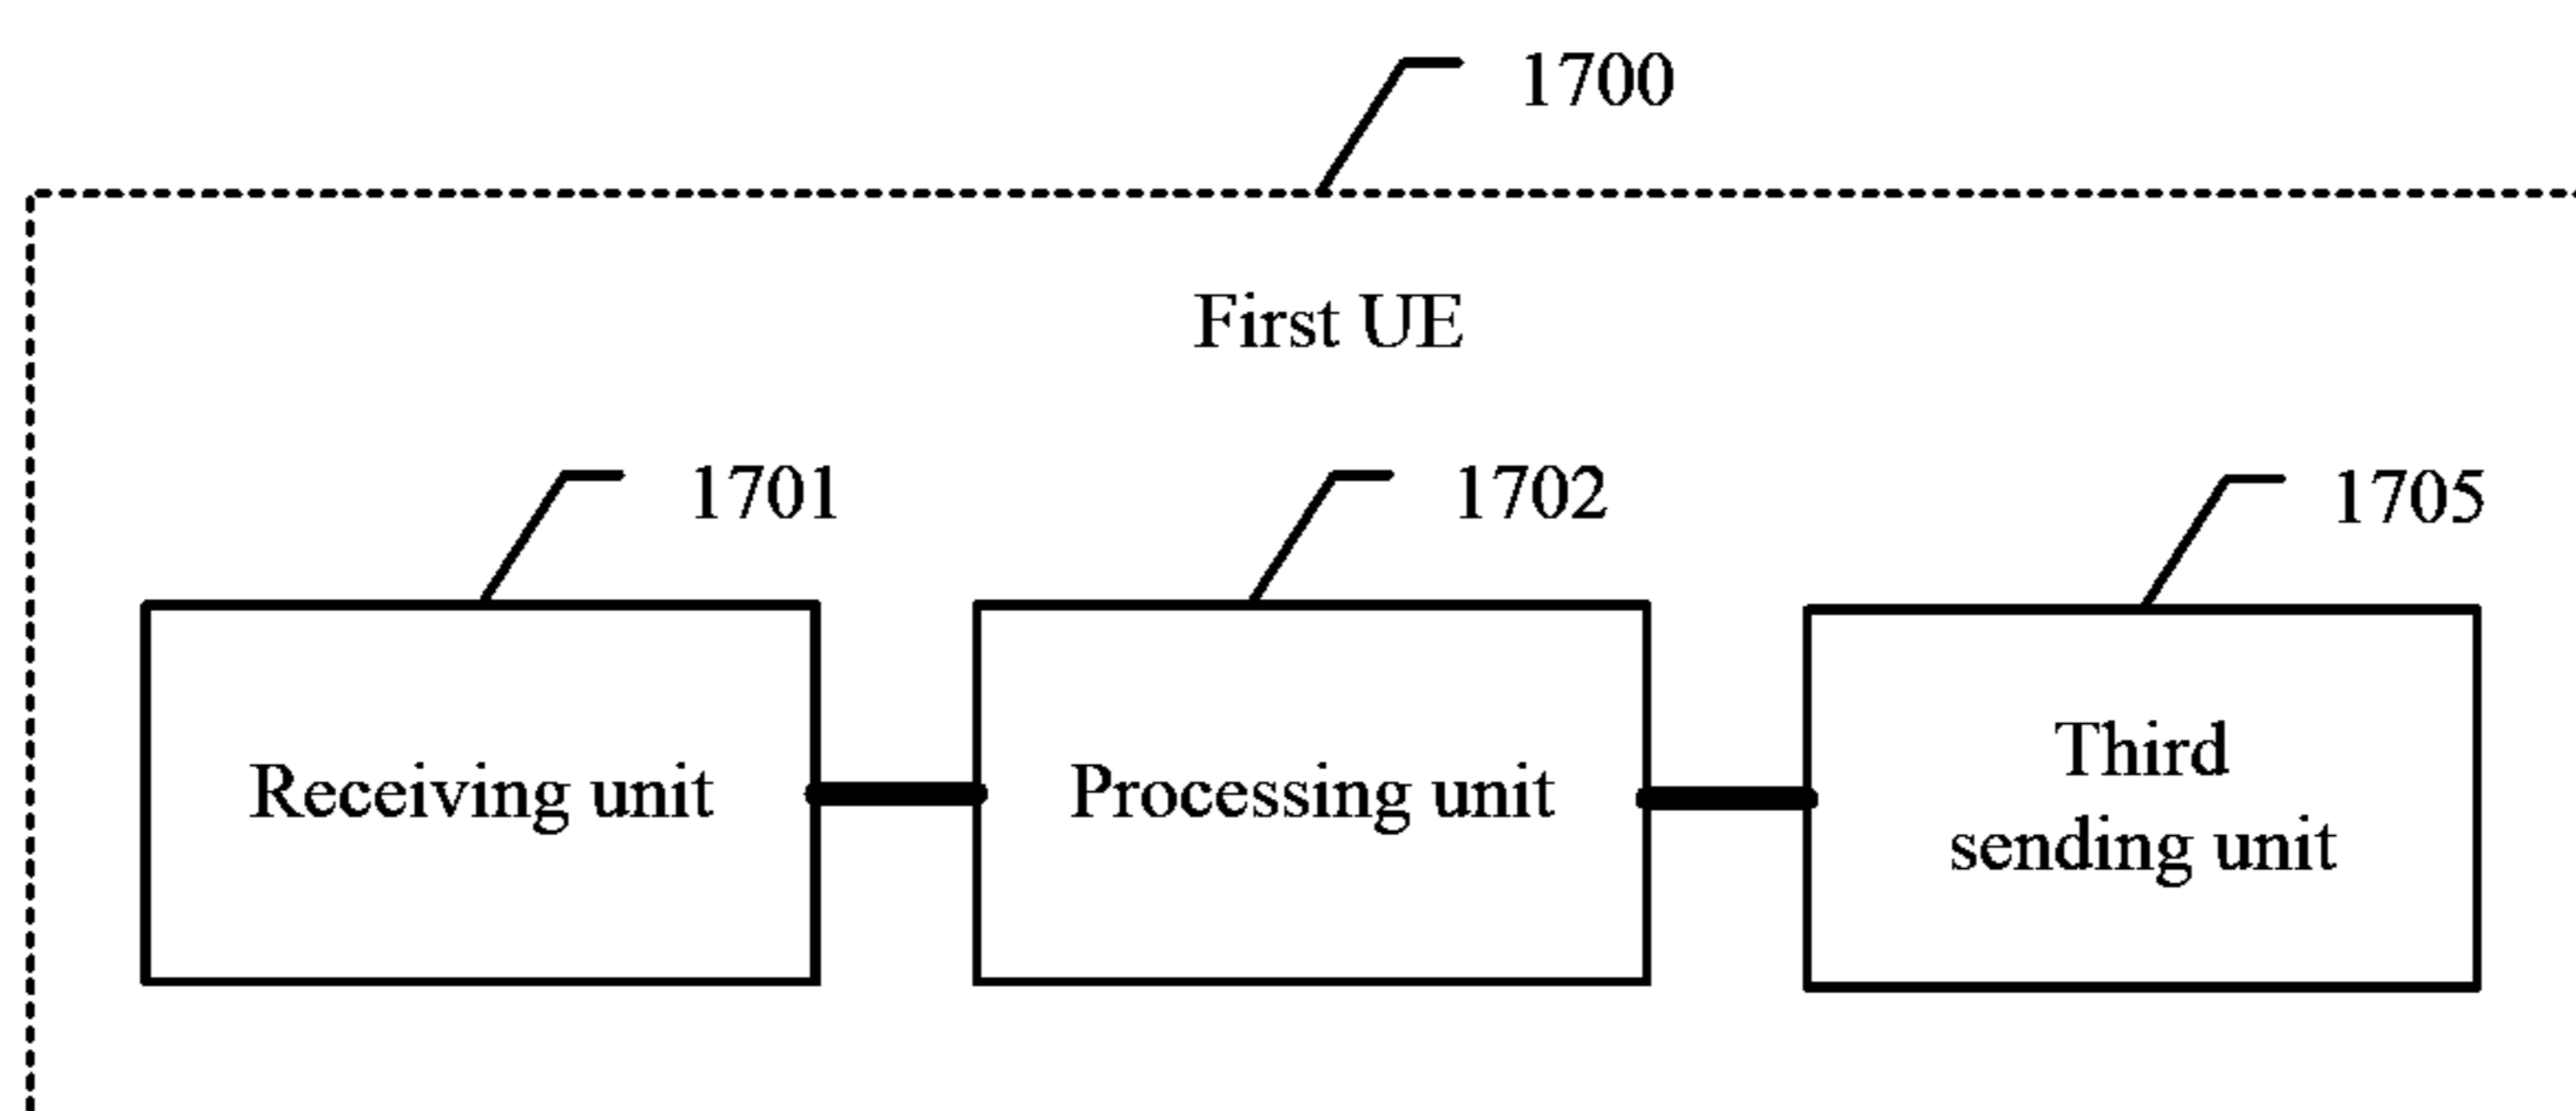 1700
First UE
1701
1702
1705
Receiving unit
Processing unit
Third
sending unit